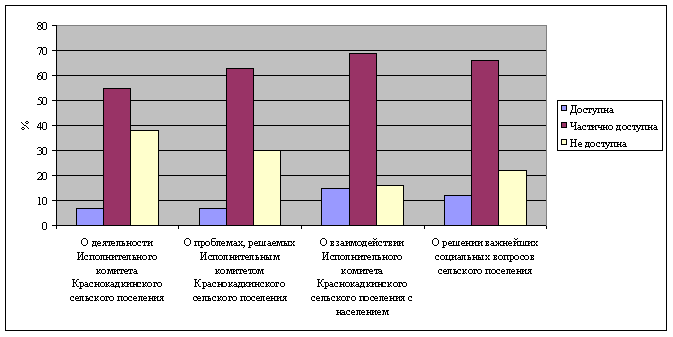 80
70
60
50
40
30
20
10
0
%
О деятельности
Исполнительного
комитета
Краснокадкинского
сельского поселения
О проблемах, решаемых
Исполнительным
комитетом
Краснокадкинского
сельского поселения
О взаимодействии
Исполнительного
комитета
Краснокадкинского
сельского поселения с
населением
О решении важнейших
социальных вопросов
сельского поселения
Доступна
Частично доступна
Не доступна